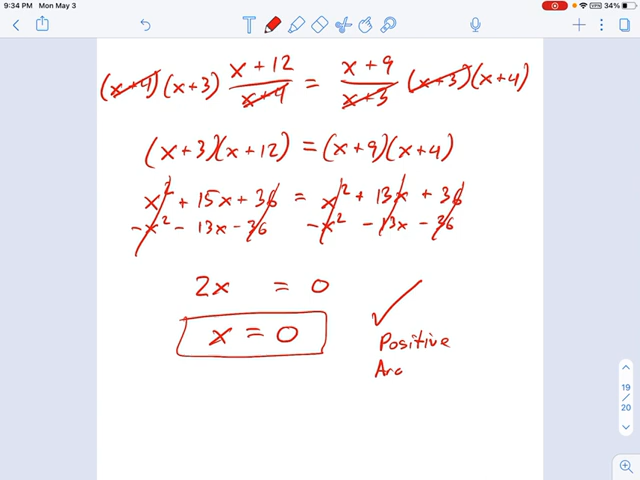 9:34 PM Mon May 3
VPN 34%
(x+4)(x+3) x+12/x+4 = x+9/x+3 (x+3)(x+4)
(x+3)(x+12) = (x+9)(x+4)
x² + 15x + 36 = x² + 13x + 36
-x² - 13x - 36 -x² - 13x - 36
2x = 0
x = 0
✓
Positive
Arc
19
/
20